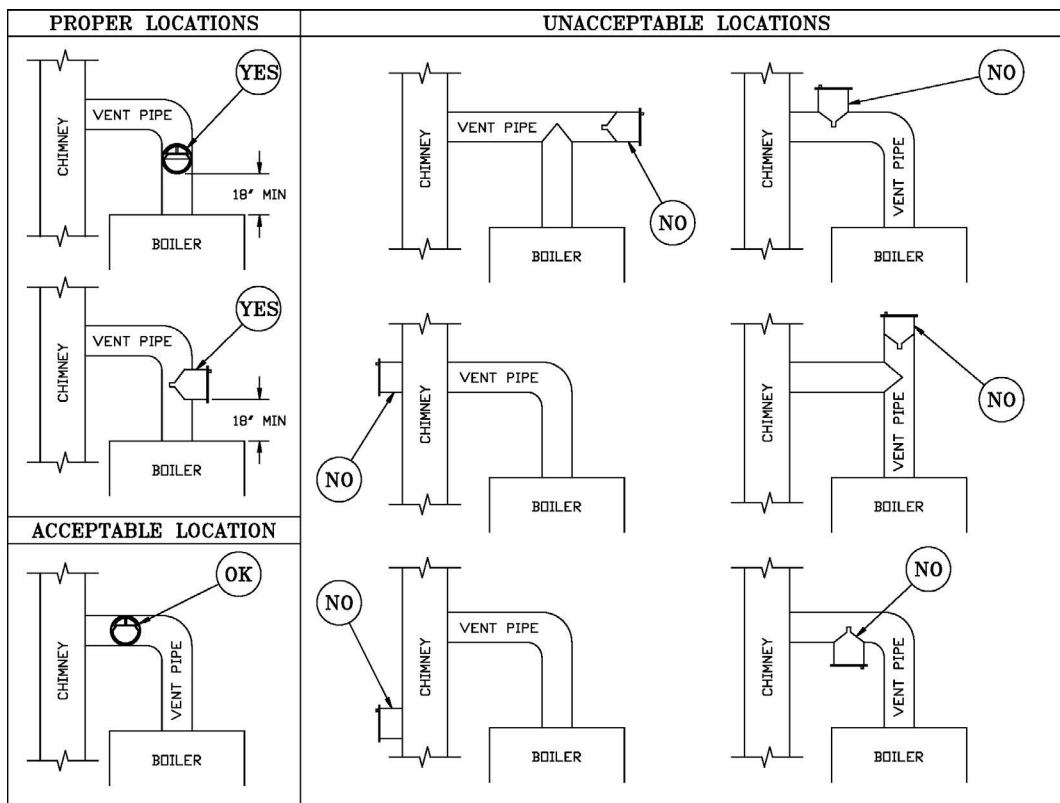 PROPER LOCATIONS
YES
VENT PIPE
CHIMNEY
18" MIN
BOILER
YES
VENT PIPE
CHIMNEY
18" MIN
BOILER
ACCEPTABLE LOCATION
OK
CHIMNEY
VENT PIPE
BOILER
UNACCEPTABLE LOCATIONS
VENT PIPE
CHIMNEY
NO
BOILER
NO
CHIMNEY
VENT PIPE
BOILER
VENT PIPE
CHIMNEY
NO
BOILER
NO
CHIMNEY
VENT PIPE
BOILER
NO
VENT PIPE
CHIMNEY
BOILER
NO
CHIMNEY
VENT PIPE
BOILER